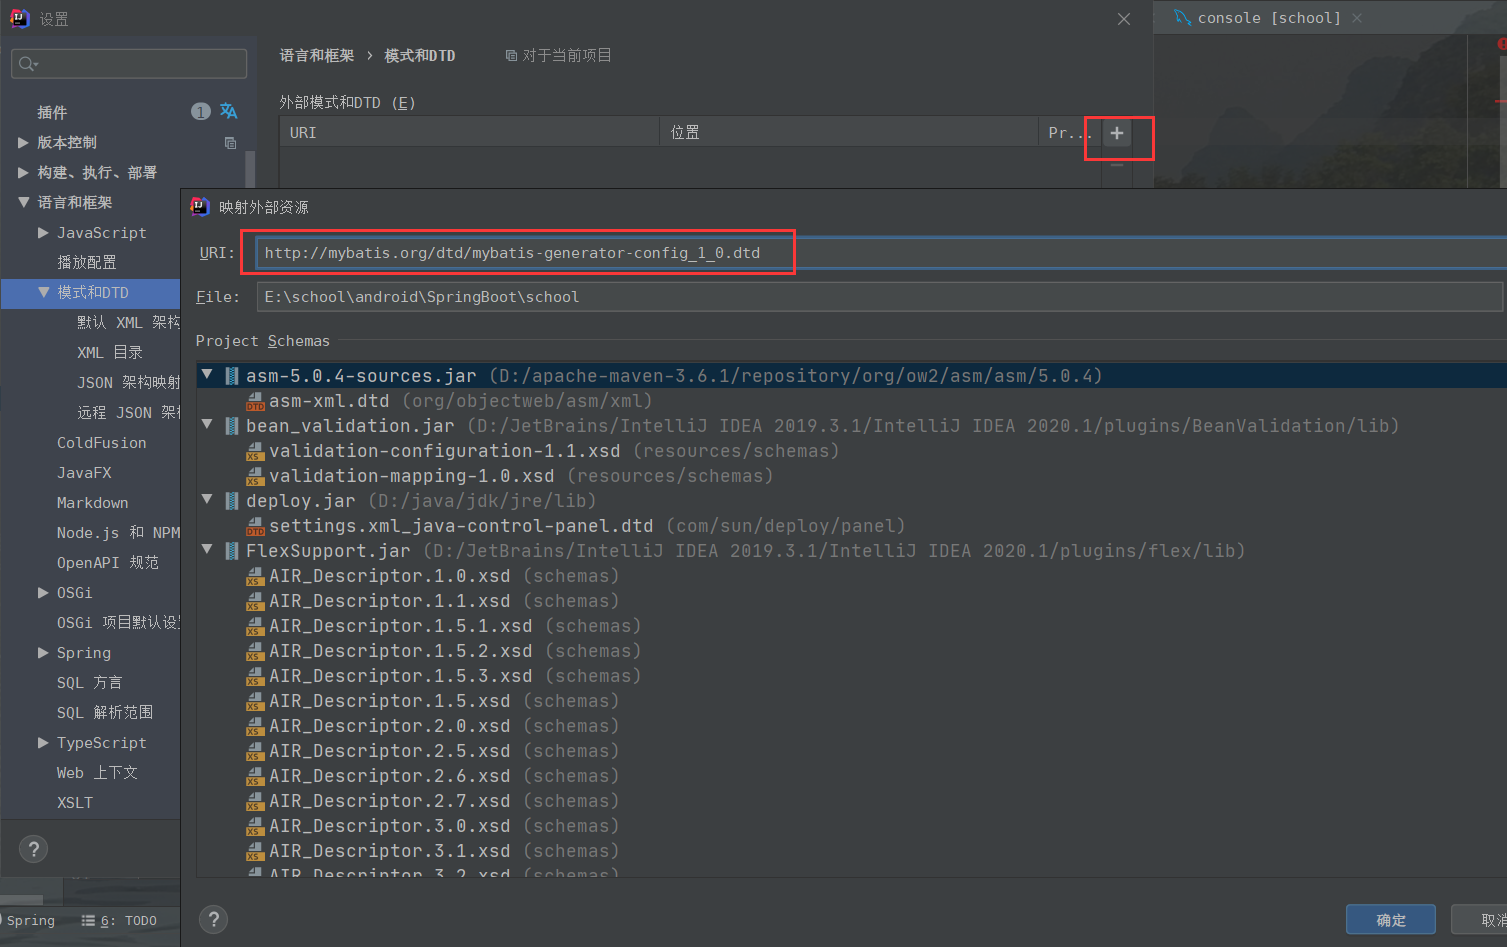 设置
console [school]
语言和框架 › 模式和DTD 对于当前项目
插件 1
版本控制
构建、执行、部署
语言和框架
JavaScript
播放配置
模式和DTD
默认 XML 架构
XML 目录
JSON 架构映射
远程 JSON 架构
ColdFusion
JavaFX
Markdown
Node.js 和 NPM
OpenAPI 规范
OSGi
OSGi 项目默认设置
Spring
SQL 方言
SQL 解析范围
TypeScript
Web 上下文
XSLT
外部模式和DTD (E)
URI 位置 Pr...
映射外部资源
URI: http://mybatis.org/dtd/mybatis-generator-config_1_0.dtd
File: E:\school\android\SpringBoot\school
Project Schemas
asm-5.0.4-sources.jar (D:/apache-maven-3.6.1/repository/org/ow2/asm/asm/5.0.4)
asm-xml.dtd (org/objectweb/asm/xml)
bean_validation.jar (D:/JetBrains/IntelliJ IDEA 2019.3.1/IntelliJ IDEA 2020.1/plugins/BeanValidation/lib)
validation-configuration-1.1.xsd (resources/schemas)
validation-mapping-1.0.xsd (resources/schemas)
deploy.jar (D:/java/jdk/jre/lib)
settings.xml_java-control-panel.dtd (com/sun/deploy/panel)
FlexSupport.jar (D:/JetBrains/IntelliJ IDEA 2019.3.1/IntelliJ IDEA 2020.1/plugins/flex/lib)
AIR_Descriptor.1.0.xsd (schemas)
AIR_Descriptor.1.1.xsd (schemas)
AIR_Descriptor.1.5.1.xsd (schemas)
AIR_Descriptor.1.5.2.xsd (schemas)
AIR_Descriptor.1.5.3.xsd (schemas)
AIR_Descriptor.1.5.xsd (schemas)
AIR_Descriptor.2.0.xsd (schemas)
AIR_Descriptor.2.5.xsd (schemas)
AIR_Descriptor.2.6.xsd (schemas)
AIR_Descriptor.2.7.xsd (schemas)
AIR_Descriptor.3.0.xsd (schemas)
AIR_Descriptor.3.1.xsd (schemas)
AIR_Descriptor.3.2.xsd (schemas)
确定 取消
Spring 6: TODO